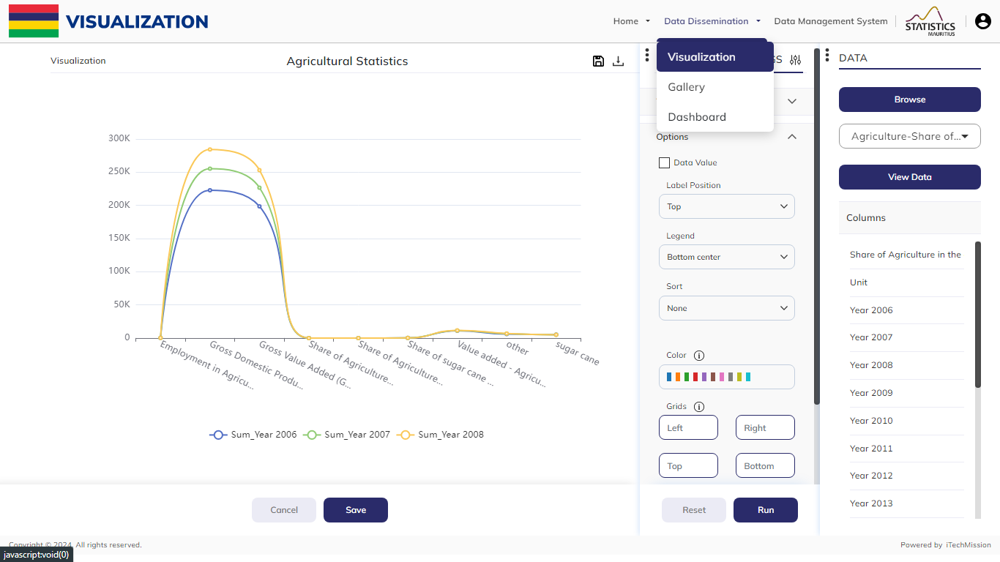 VISUALIZATION
Home
Data Dissemination
Data Management System
STATISTICS
MAURITIUS
Visualization
Gallery
Dashboard
Visualization
Agricultural Statistics
300K
250K
200K
150K
100K
50K
0
Employment in Agricu...
Gross Domestic Produ...
Gross Value Added (G...
Share of Agriculture...
Share of Agriculture...
Share of sugar cane ...
Value added - Agricu...
other
sugar cane
Sum_Year 2006
Sum_Year 2007
Sum_Year 2008
Cancel
Save
GS
Options
Data Value
Label Position
Top
Legend
Bottom center
Sort
None
Color
Grids
Left
Right
Top
Bottom
Reset
Run
DATA
Browse
Agriculture-Share of...
View Data
Columns
Share of Agriculture in the
Unit
Year 2006
Year 2007
Year 2008
Year 2009
Year 2010
Year 2011
Year 2012
Year 2013
Copyright © 2024, All rights reserved.
Powered by iTechMission
javascript:void(0)